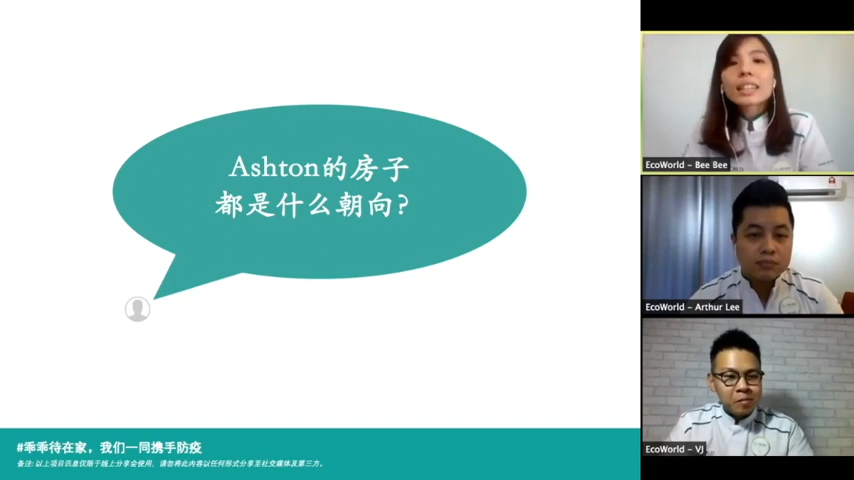 Ashton的房子
都是什么朝向?
#乖乖待在家，我们一同携手防疫
备注: 以上项目讯息仅限于线上分享会使用，请勿将此内容以任何形式分享至社交媒体及第三方。
EcoWorld - Bee Bee
EcoWorld - Arthur Lee
EcoWorld - VJ